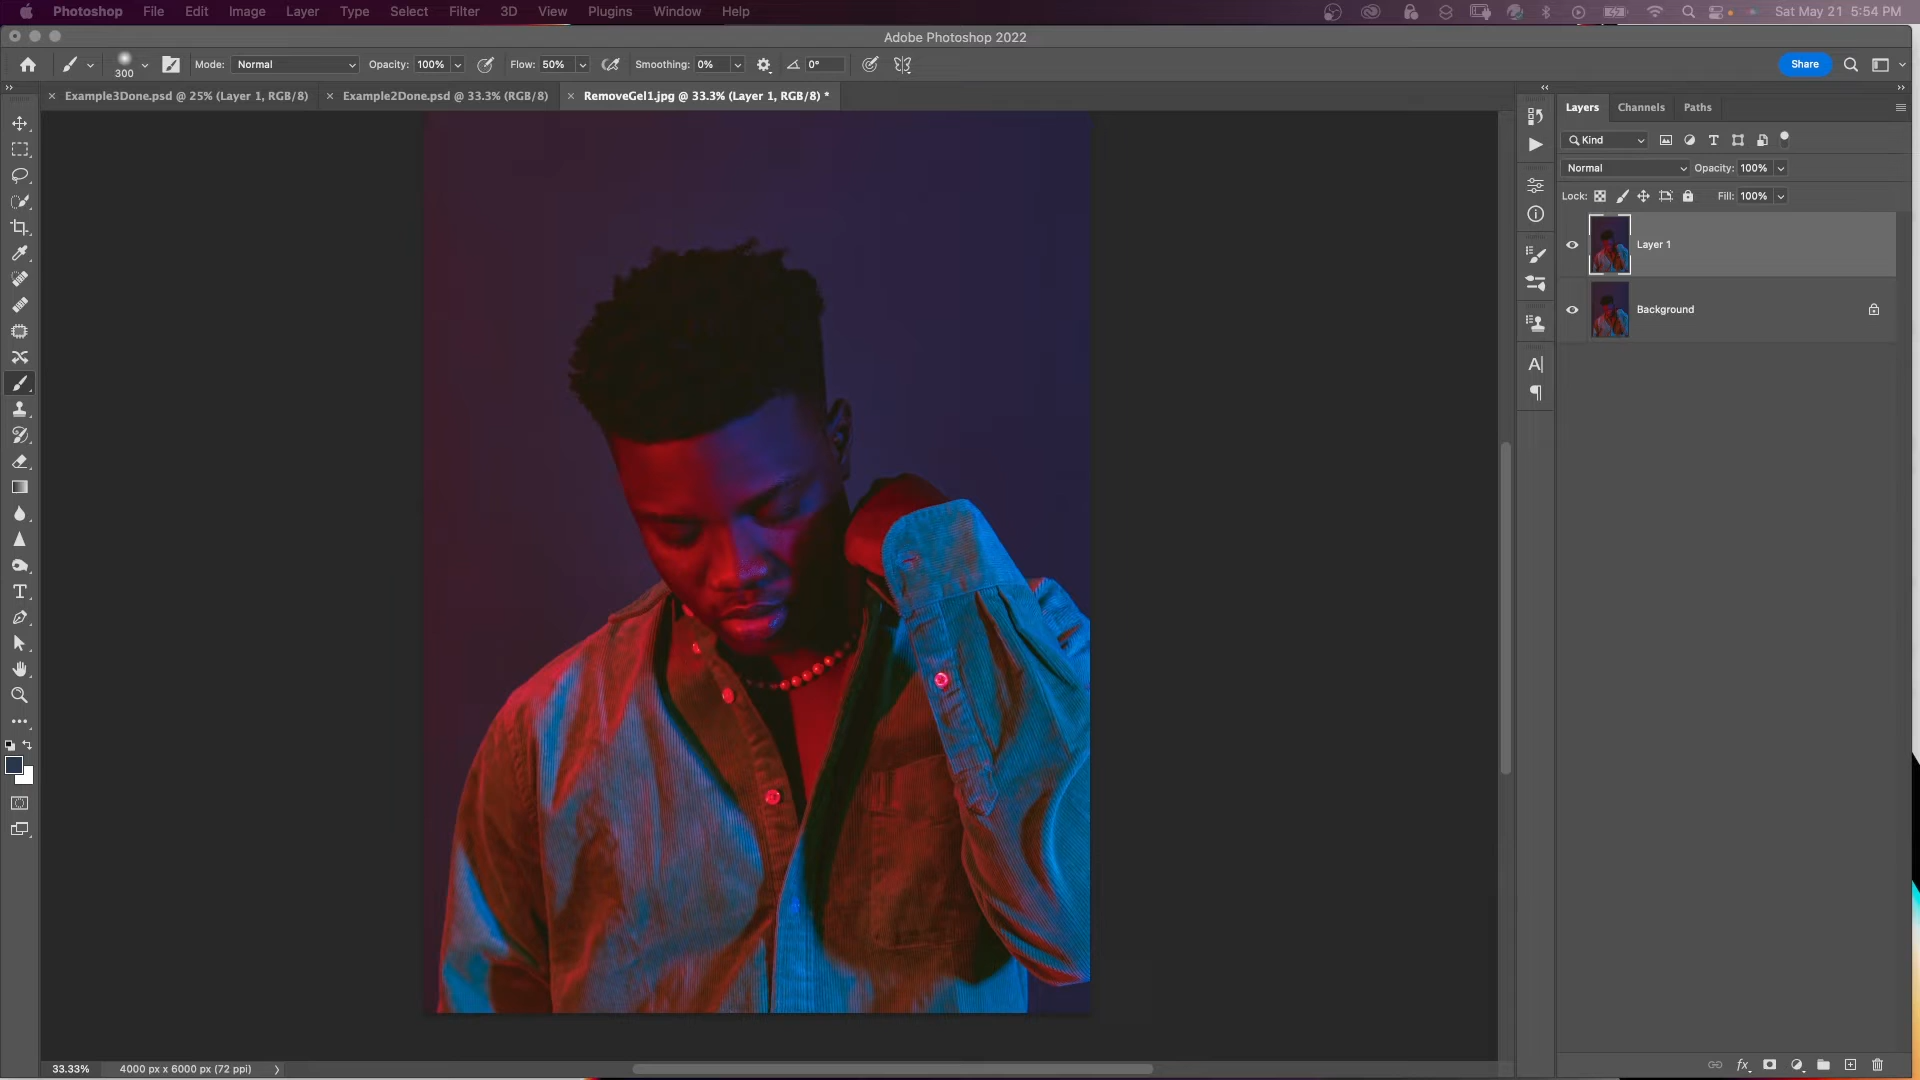 Photoshop File Edit Image Layer Type Select Filter 3D View Plugins Window Help Sat May 21 5:54 PM
Adobe Photoshop 2022
300 Mode: Normal Opacity: 100% Flow: 50% Smoothing: 0% 0° Share
Example3Done.psd @ 25% (Layer 1, RGB/8) Example2Done.psd @ 33.3% (RGB/8) RemoveGel1.jpg @ 33.3% (Layer 1, RGB/8) *
Layers Channels Paths
Kind
Normal Opacity: 100%
Lock: Fill: 100%
Layer 1
Background
33.33% 4000 px x 6000 px (72 ppi)